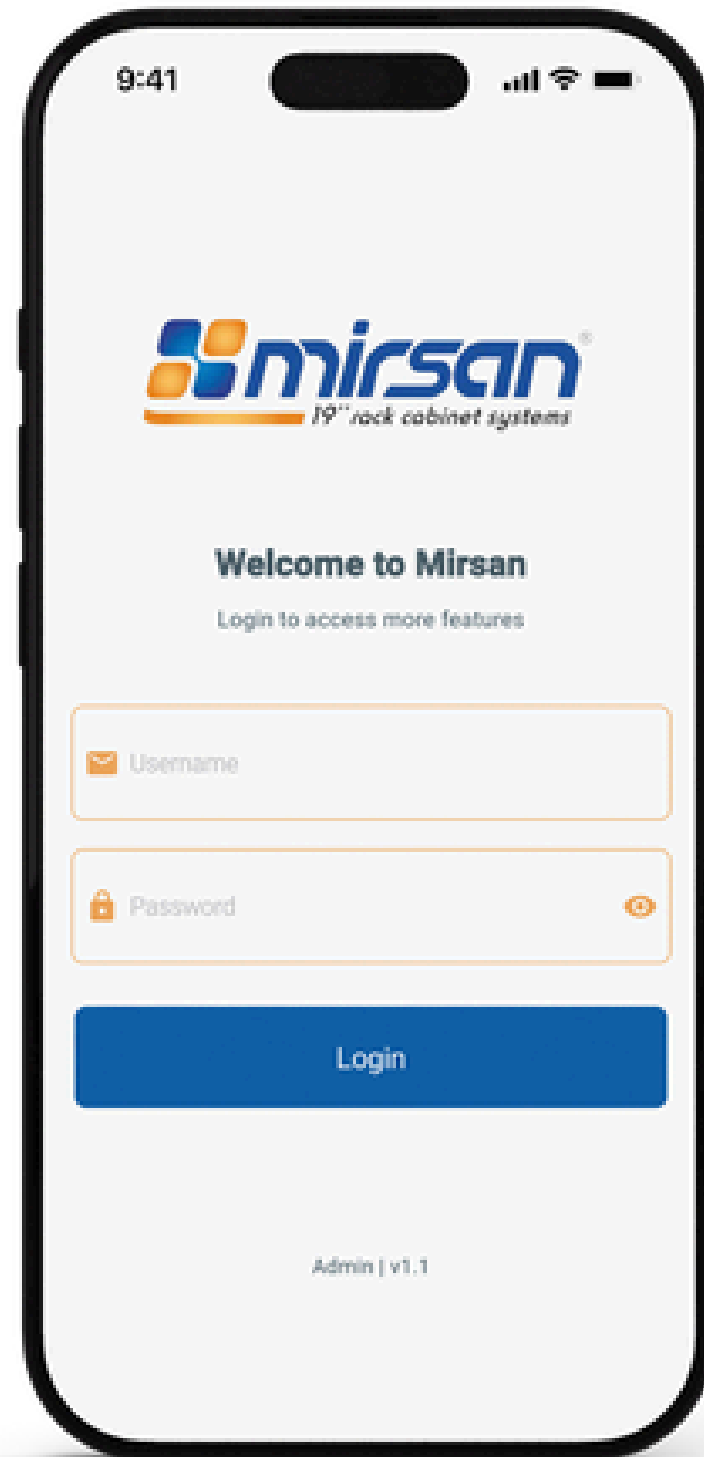 9:41
mirsan®
19" rack cabinet systems
Welcome to Mirsan
Login to access more features
Username
Password
Login
Admin | v1.1